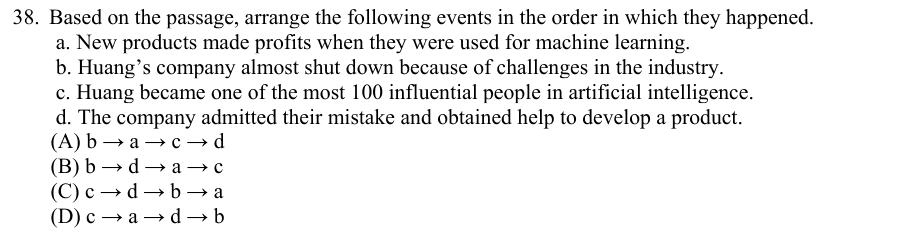 38. Based on the passage, arrange the following events in the order in which they happened.
a. New products made profits when they were used for machine learning.
b. Huang’s company almost shut down because of challenges in the industry.
c. Huang became one of the most 100 influential people in artificial intelligence.
d. The company admitted their mistake and obtained help to develop a product.
(A) b → a → c → d
(B) b → d → a → c
(C) c → d → b → a
(D) c → a → d → b